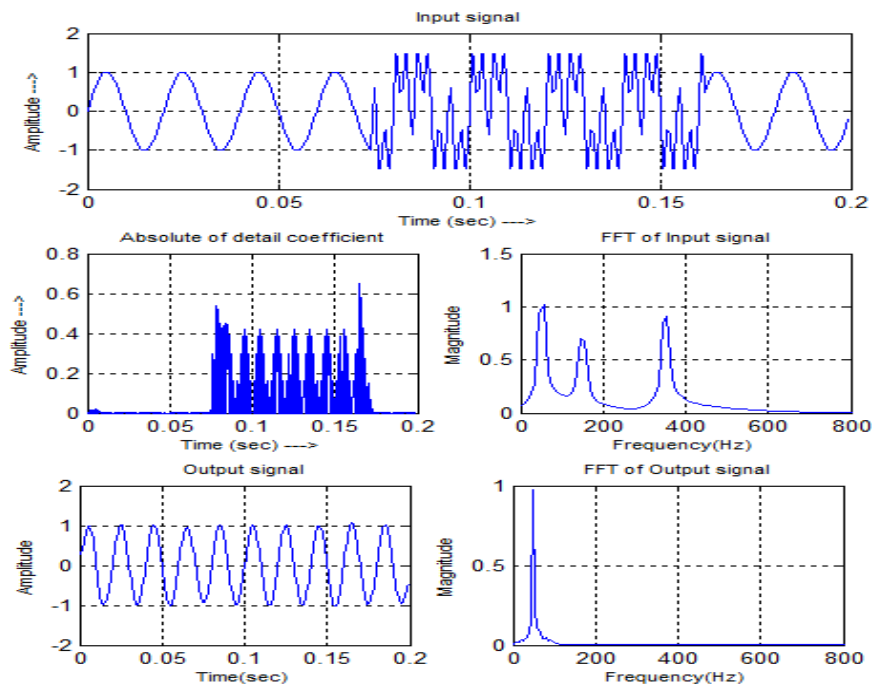 Input signal
2
1
0
-1
-2
Amplitude --->
0 0.05 0.1 0.15 0.2
Time (sec) --->
Absolute of detail coefficient
0.8
0.6
0.4
0.2
0
Amplitude -->
0 0.05 0.1 0.15 0.2
Time (sec) --->
FFT of Input signal
1.5
1
0.5
0
Magnitude
0 200 400 600 800
Frequency(Hz)
Output signal
2
1
0
-1
-2
Amplitude
0 0.05 0.1 0.15 0.2
Time(sec)
FFT of Output signal
1
0.5
0
Magnitude
0 200 400 600 800
Frequency(Hz)